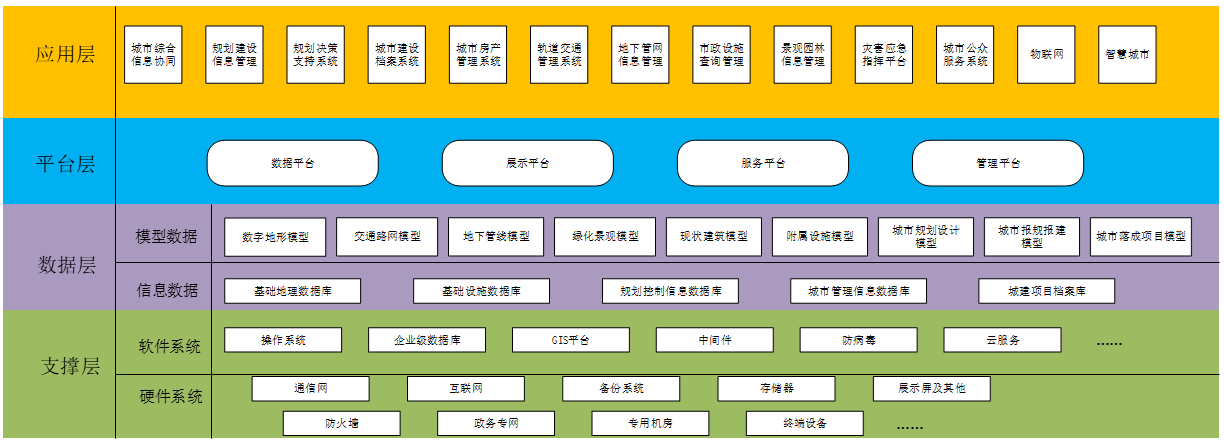 应用层
城市综合
信息协同
规划建设
信息管理
规划决策
支持系统
城市建设
档案系统
城市房产
管理系统
轨道交通
管理系统
地下管网
信息管理
市政设施
查询管理
景观园林
信息管理
灾害应急
指挥平台
城市公众
服务系统
物联网
智慧城市
平台层
数据平台
展示平台
服务平台
管理平台
数据层
模型数据
数字地形模型
交通路网模型
地下管线模型
绿化景观模型
现状建筑模型
附属设施模型
城市规划设计
模型
城市报规报建
模型
城市落成项目模型
信息数据
基础地理数据库
基础设施数据库
规划控制信息数据库
城市管理信息数据库
城建项目档案库
支撑层
软件系统
操作系统
企业级数据库
GIS平台
中间件
防病毒
云服务
……
硬件系统
通信网
互联网
备份系统
存储器
展示屏及其他
防火墙
政务专网
专用机房
终端设备
……